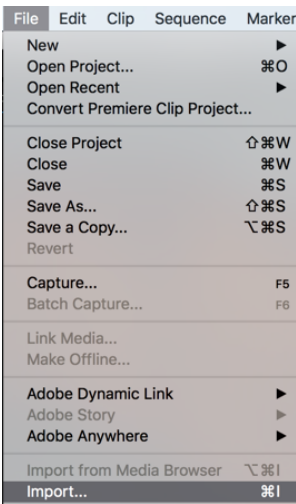 File Edit Clip Sequence Marker
New ▶
Open Project... ⌘O
Open Recent ▶
Convert Premiere Clip Project...
Close Project ⇧⌘W
Close ⌘W
Save ⌘S
Save As... ⇧⌘S
Save a Copy... ⌥⌘S
Revert
Capture... F5
Batch Capture... F6
Link Media...
Make Offline...
Adobe Dynamic Link ▶
Adobe Story ▶
Adobe Anywhere ▶
Import from Media Browser ⌥⌘I
Import... ⌘I